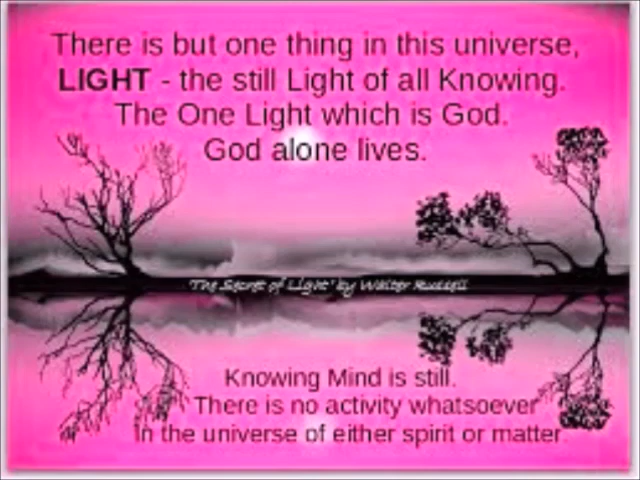 There is but one thing in this universe,
LIGHT - the still Light of all Knowing.
The One Light which is God.
God alone lives.
"The Secret of Light" by Walter Russell
Knowing Mind is still.
There is no activity whatsoever
In the universe of either spirit or matter.